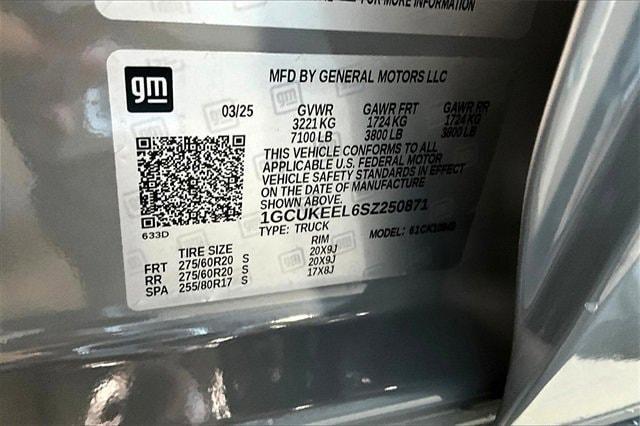 FOR MORE INFORMATION
gm
MFD BY GENERAL MOTORS LLC
03/25 GVWR GAWR FRT GAWR RR
3221 KG 1724 KG 1724 KG
7100 LB 3800 LB 3800 LB
THIS VEHICLE CONFORMS TO ALL
APPLICABLE U.S. FEDERAL MOTOR
VEHICLE SAFETY STANDARDS IN EFFECT
ON THE DATE OF MANUFACTURE
SHOWN ABOVE
1GCUKEEL6SZ250871
633D
TYPE: TRUCK MODEL:
TIRE SIZE RIM
FRT 275/60R20 S 20X9J
RR 275/60R20 S 20X9J
SPA 255/80R17 S 17X8J